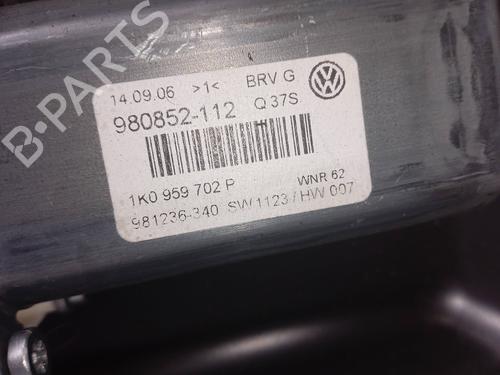 14.09.06 >1< BRV G
980852-112 Q 37S
1K0 959 702 P WNR 62
981236-340 SW 1123 / HW 007
B-PARTS